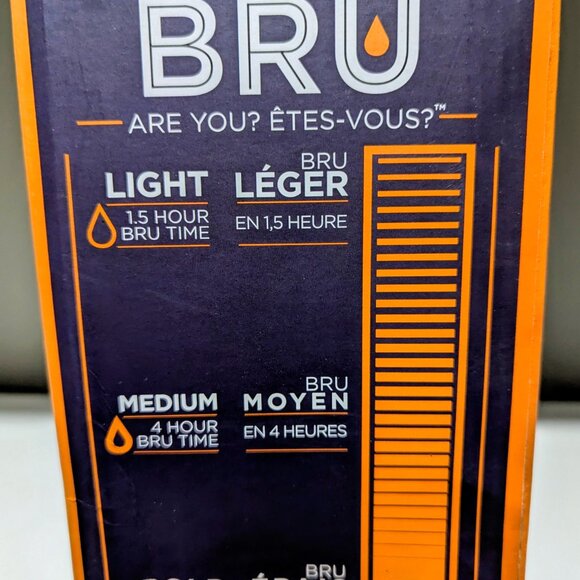 BRU
ARE YOU? ÊTES-VOUS?™
LIGHT
1.5 HOUR
BRU TIME
BRU
LÉGER
EN 1,5 HEURE
MEDIUM
4 HOUR
BRU TIME
BRU
MOYEN
EN 4 HEURES
BRU